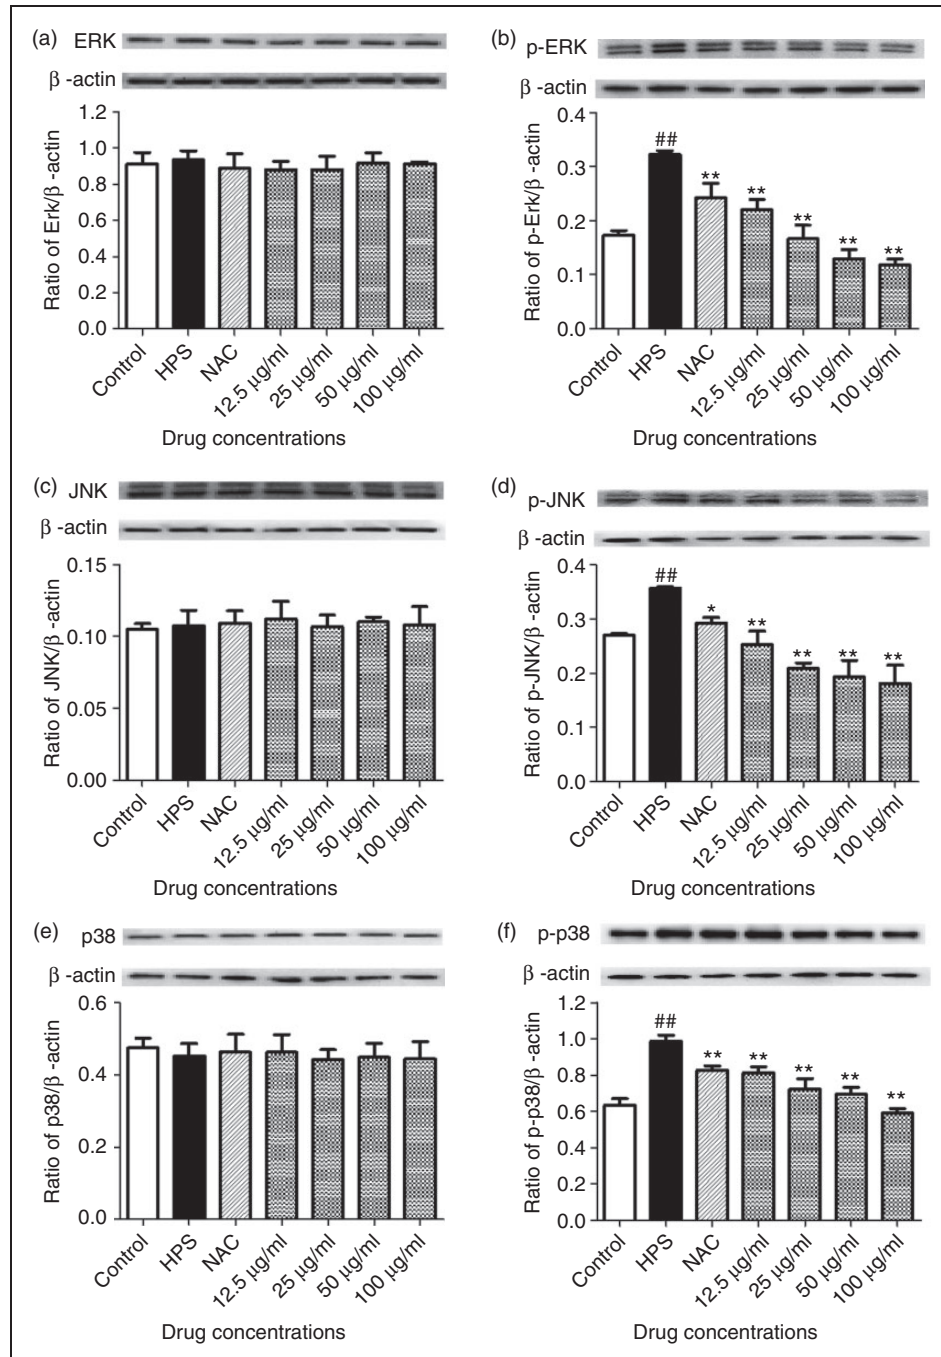 (a) ERK
β -actin
Ratio of Erk/β -actin
1.2
1.0
0.8
0.6
0.4
0.2
0.0
Control
HPS
NAC
12.5 μg/ml
25 μg/ml
50 μg/ml
100 μg/ml
Drug concentrations
(b) p-ERK
β -actin
Ratio of p-Erk/β -actin
0.4
0.3
0.2
0.1
0.0
##
**
**
**
**
**
Control
HPS
NAC
12.5 μg/ml
25 μg/ml
50 μg/ml
100 μg/ml
Drug concentrations
(c) JNK
β -actin
Ratio of JNK/β -actin
0.15
0.10
0.05
0.00
Control
HPS
NAC
12.5 μg/ml
25 μg/ml
50 μg/ml
100 μg/ml
Drug concentrations
(d) p-JNK
β -actin
Ratio of p-JNK/β -actin
0.4
0.3
0.2
0.1
0.0
##
*
**
**
**
**
Control
HPS
NAC
12.5 μg/ml
25 μg/ml
50 μg/ml
100 μg/ml
Drug concentrations
(e) p38
β -actin
Ratio of p38/β -actin
0.6
0.4
0.2
0.0
Control
HPS
NAC
12.5 μg/ml
25 μg/ml
50 μg/ml
100 μg/ml
Drug concentrations
(f) p-p38
β -actin
Ratio of p-p38/β -actin
1.2
1.0
0.8
0.6
0.4
0.2
0.0
##
**
**
**
**
**
Control
HPS
NAC
12.5 μg/ml
25 μg/ml
50 μg/ml
100 μg/ml
Drug concentrations